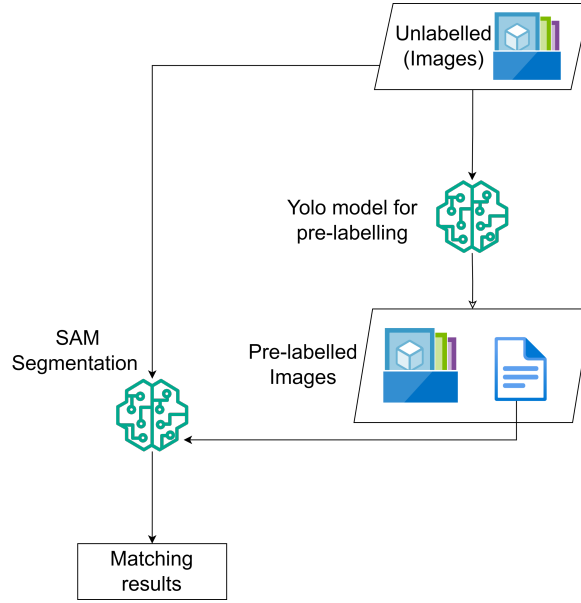 Unlabelled
(Images)
Yolo model for
pre-labelling
SAM
Segmentation
Pre-labelled
Images
Matching
results